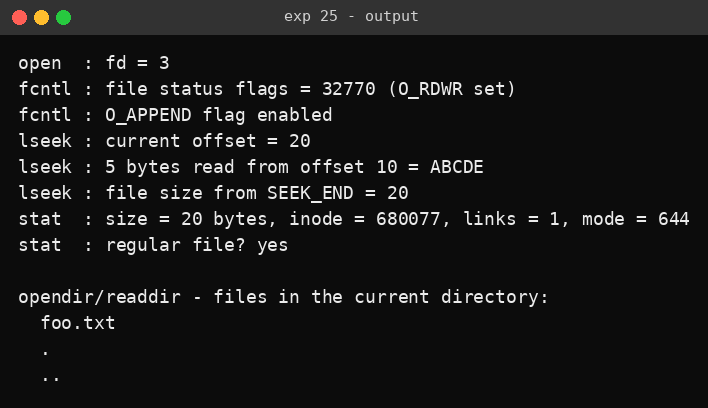 exp 25 - output
open  : fd = 3
fcntl : file status flags = 32770 (O_RDWR set)
fcntl : O_APPEND flag enabled
lseek : current offset = 20
lseek : 5 bytes read from offset 10 = ABCDE
lseek : file size from SEEK_END = 20
stat  : size = 20 bytes, inode = 680077, links = 1, mode = 644
stat  : regular file? yes

opendir/readdir - files in the current directory:
  foo.txt
  .
  ..